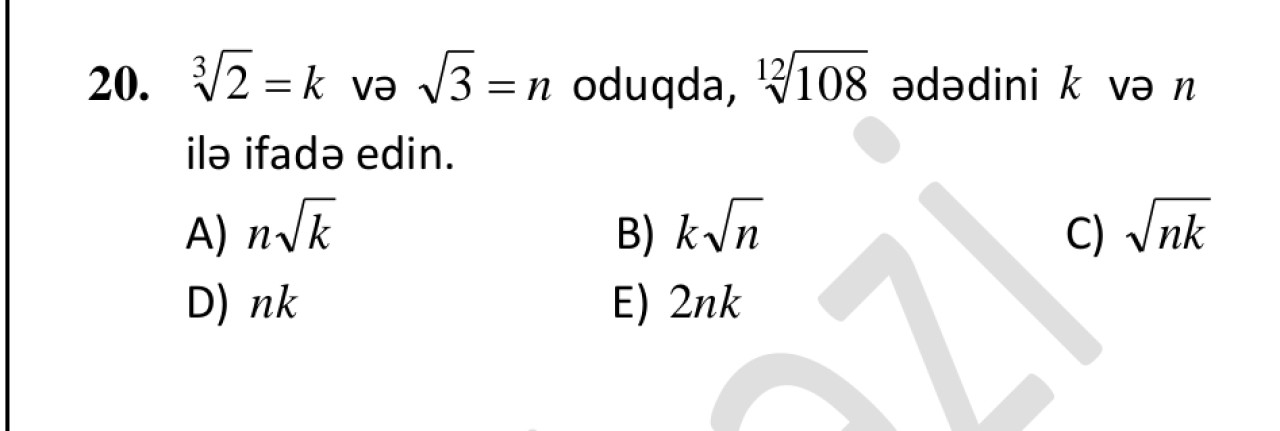 20. ∛2 = k və √3 = n oduqda, ¹²√108 ədədini k və n
ilə ifadə edin.
A) n√k B) k√n C) √nk
D) nk E) 2nk